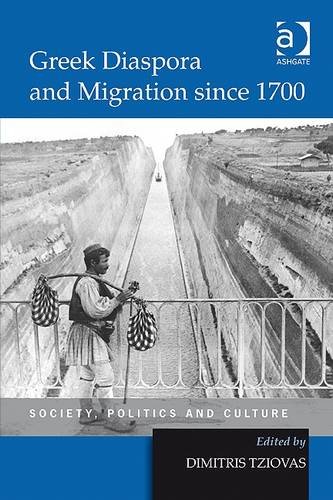 ASHGATE
Greek Diaspora
and Migration since 1700
SOCIETY, POLITICS AND CULTURE
Edited by
DIMITRIS TZIOVAS